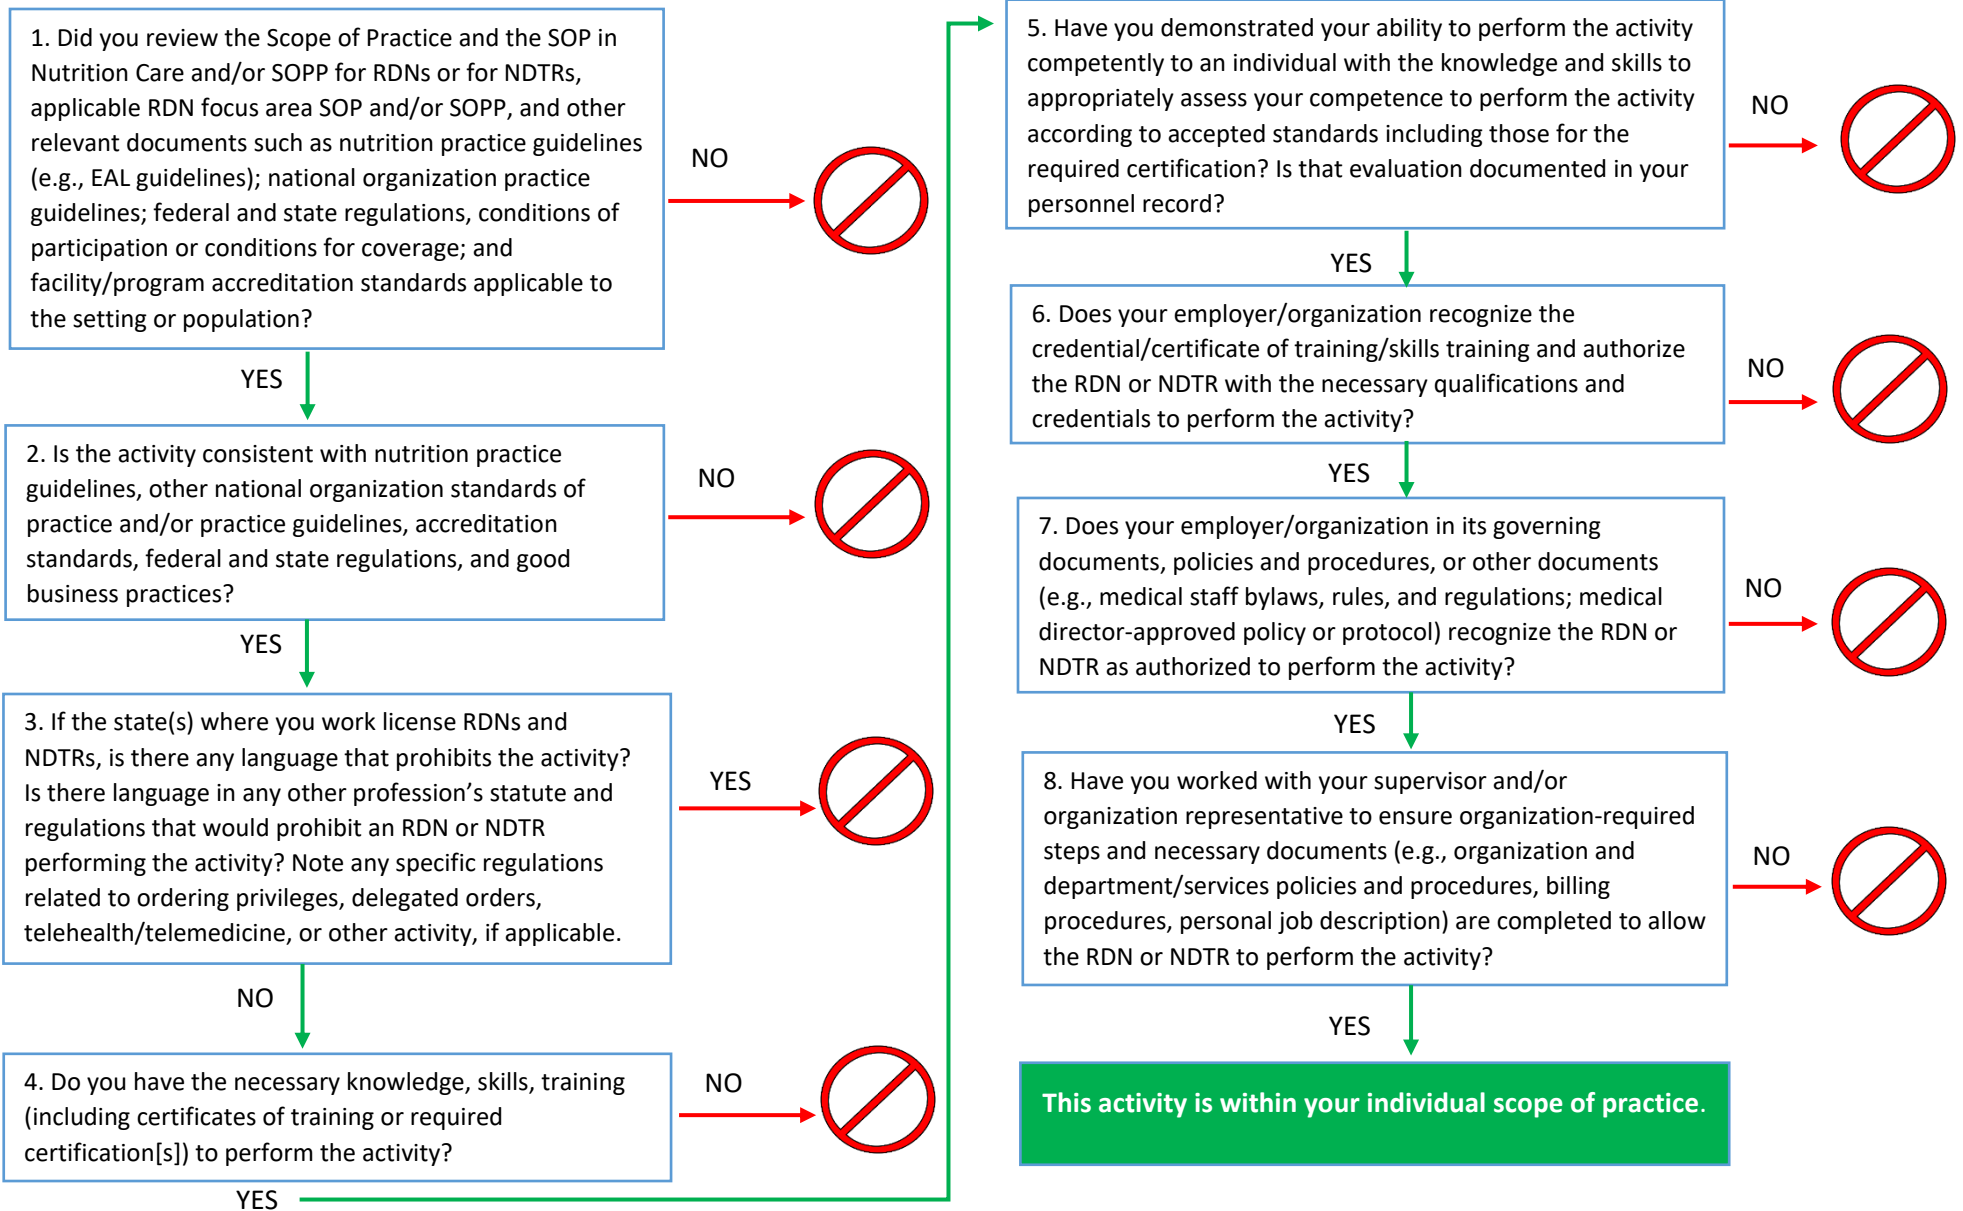 1. Did you review the Scope of Practice and the SOP in
Nutrition Care and/or SOPP for RDNs or for NDTRs,
applicable RDN focus area SOP and/or SOPP, and other
relevant documents such as nutrition practice guidelines
(e.g., EAL guidelines); national organization practice
guidelines; federal and state regulations, conditions of
participation or conditions for coverage; and
facility/program accreditation standards applicable to
the setting or population?
NO
YES
2. Is the activity consistent with nutrition practice
guidelines, other national organization standards of
practice and/or practice guidelines, accreditation
standards, federal and state regulations, and good
business practices?
NO
YES
3. If the state(s) where you work license RDNs and
NDTRs, is there any language that prohibits the activity?
Is there language in any other profession’s statute and
regulations that would prohibit an RDN or NDTR
performing the activity? Note any specific regulations
related to ordering privileges, delegated orders,
telehealth/telemedicine, or other activity, if applicable.
YES
NO
4. Do you have the necessary knowledge, skills, training
(including certificates of training or required
certification[s]) to perform the activity?
NO
YES
5. Have you demonstrated your ability to perform the activity
competently to an individual with the knowledge and skills to
appropriately assess your competence to perform the activity
according to accepted standards including those for the
required certification? Is that evaluation documented in your
personnel record?
NO
YES
6. Does your employer/organization recognize the
credential/certificate of training/skills training and authorize
the RDN or NDTR with the necessary qualifications and
credentials to perform the activity?
NO
YES
7. Does your employer/organization in its governing
documents, policies and procedures, or other documents
(e.g., medical staff bylaws, rules, and regulations; medical
director-approved policy or protocol) recognize the RDN or
NDTR as authorized to perform the activity?
NO
YES
8. Have you worked with your supervisor and/or
organization representative to ensure organization-required
steps and necessary documents (e.g., organization and
department/services policies and procedures, billing
procedures, personal job description) are completed to allow
the RDN or NDTR to perform the activity?
NO
YES
This activity is within your individual scope of practice.